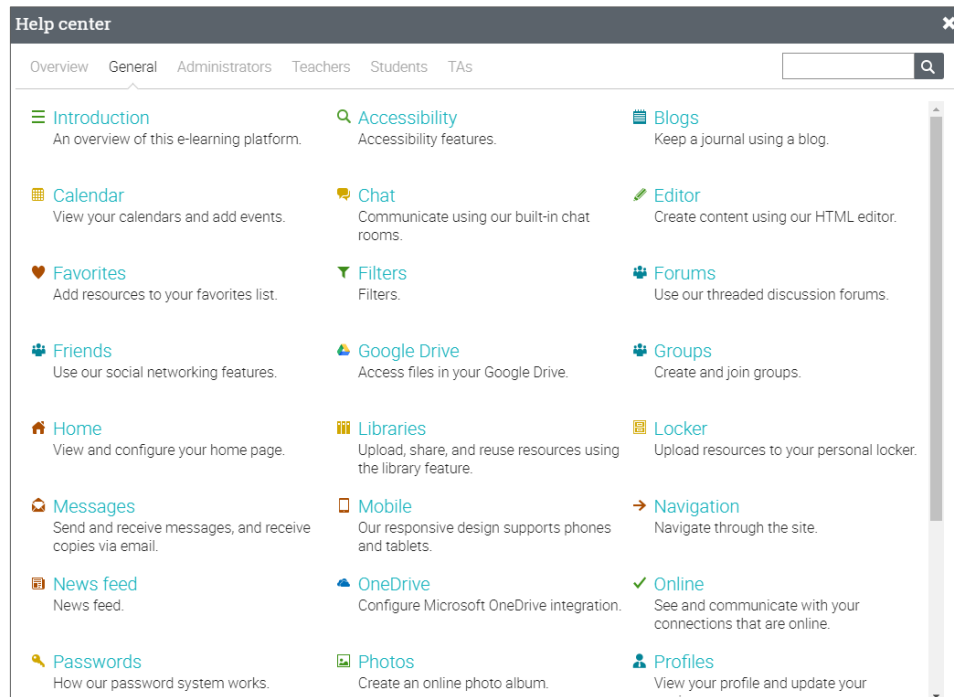 Help center
Overview General Administrators Teachers Students TAs
Introduction
An overview of this e-learning platform.
Accessibility
Accessibility features.
Blogs
Keep a journal using a blog.
Calendar
View your calendars and add events.
Chat
Communicate using our built-in chat
rooms.
Editor
Create content using our HTML editor.
Favorites
Add resources to your favorites list.
Filters
Filters.
Forums
Use our threaded discussion forums.
Friends
Use our social networking features.
Google Drive
Access files in your Google Drive.
Groups
Create and join groups.
Home
View and configure your home page.
Libraries
Upload, share, and reuse resources using
the library feature.
Locker
Upload resources to your personal locker.
Messages
Send and receive messages, and receive
copies via email.
Mobile
Our responsive design supports phones
and tablets.
Navigation
Navigate through the site.
News feed
News feed.
OneDrive
Configure Microsoft OneDrive integration.
Online
See and communicate with your
connections that are online.
Passwords
How our password system works.
Photos
Create an online photo album.
Profiles
View your profile and update your